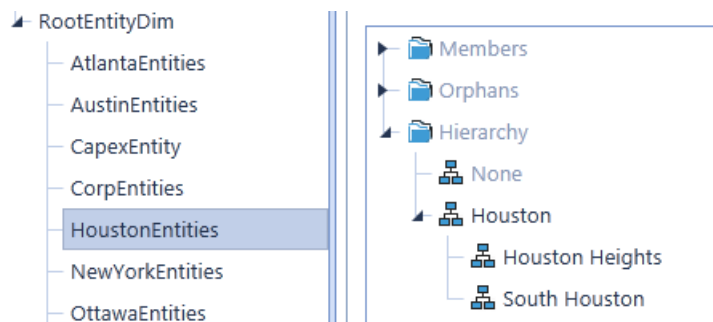 RootEntityDim
AtlantaEntities
AustinEntities
CapexEntity
CorpEntities
HoustonEntities
NewYorkEntities
OttawaEntities
Members
Orphans
Hierarchy
None
Houston
Houston Heights
South Houston